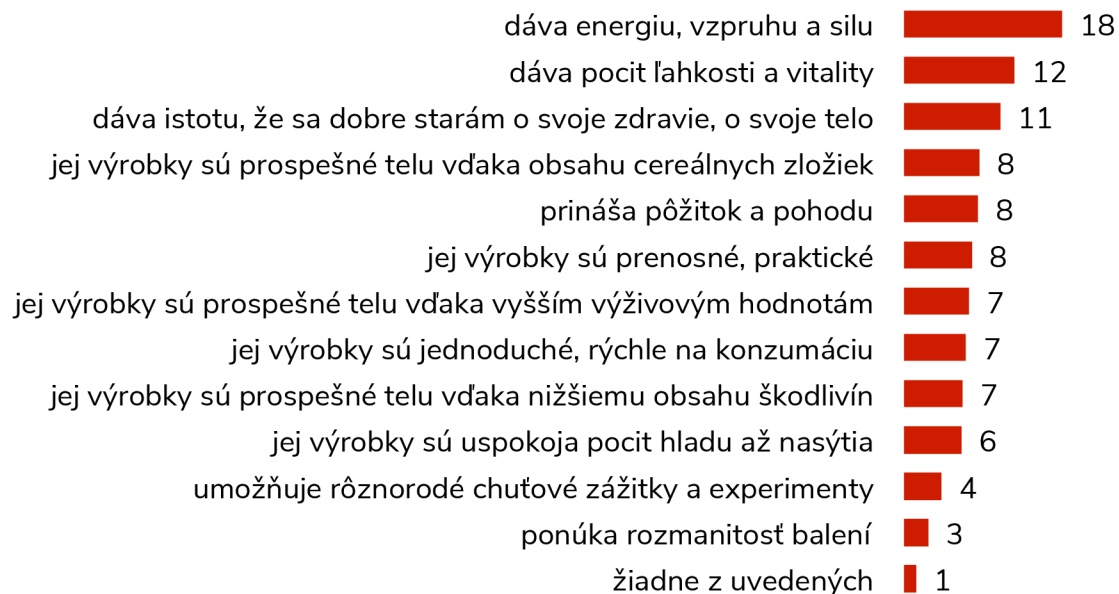 dáva energiu, vzpruhu a silu 18
dáva pocit ľahkosti a vitality 12
dáva istotu, že sa dobre starám o svoje zdravie, o svoje telo 11
jej výrobky sú prospešné telu vďaka obsahu cereálnych zložiek 8
prináša pôžitok a pohodu 8
jej výrobky sú prenosné, praktické 8
jej výrobky sú prospešné telu vďaka vyšším výživovým hodnotám 7
jej výrobky sú jednoduché, rýchle na konzumáciu 7
jej výrobky sú prospešné telu vďaka nižšiemu obsahu škodlivín 7
jej výrobky sú uspokoja pocit hladu až nasýtia 6
umožňuje rôznorodé chuťové zážitky a experimenty 4
ponúka rozmanitosť balení 3
žiadne z uvedených 1